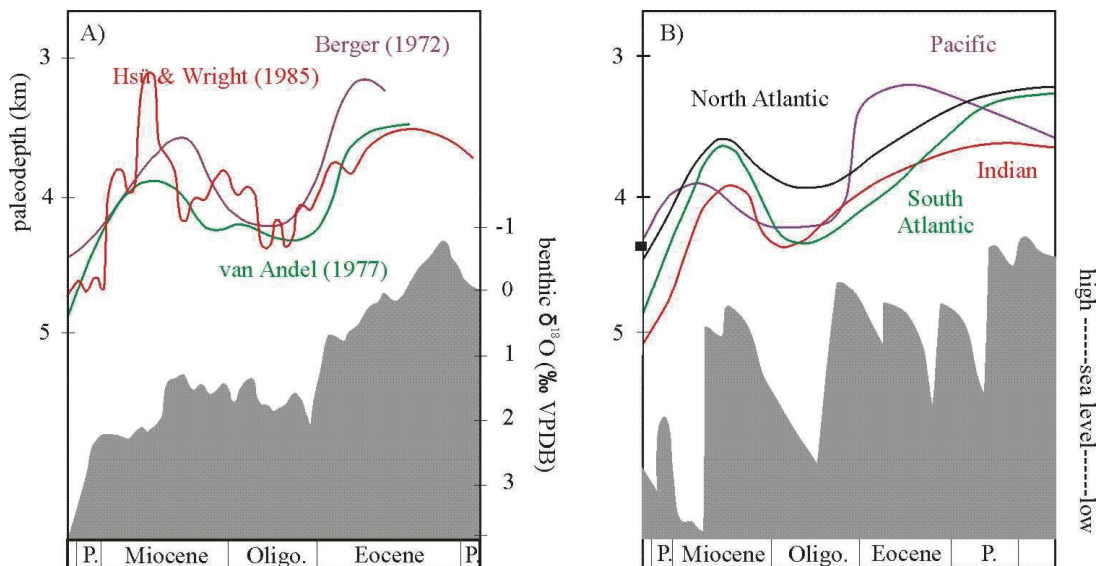 A)
Berger (1972)
Hsü & Wright (1985)
van Andel (1977)
paleodepth (km)
3
4
5
-1
0
1
2
3
benthic δ¹⁸O (‰ VPDB)
P.
Miocene
Oligo.
Eocene
P.
B)
Pacific
North Atlantic
Indian
South
Atlantic
3
4
5
high ------sea level------low
P.
Miocene
Oligo.
Eocene
P.